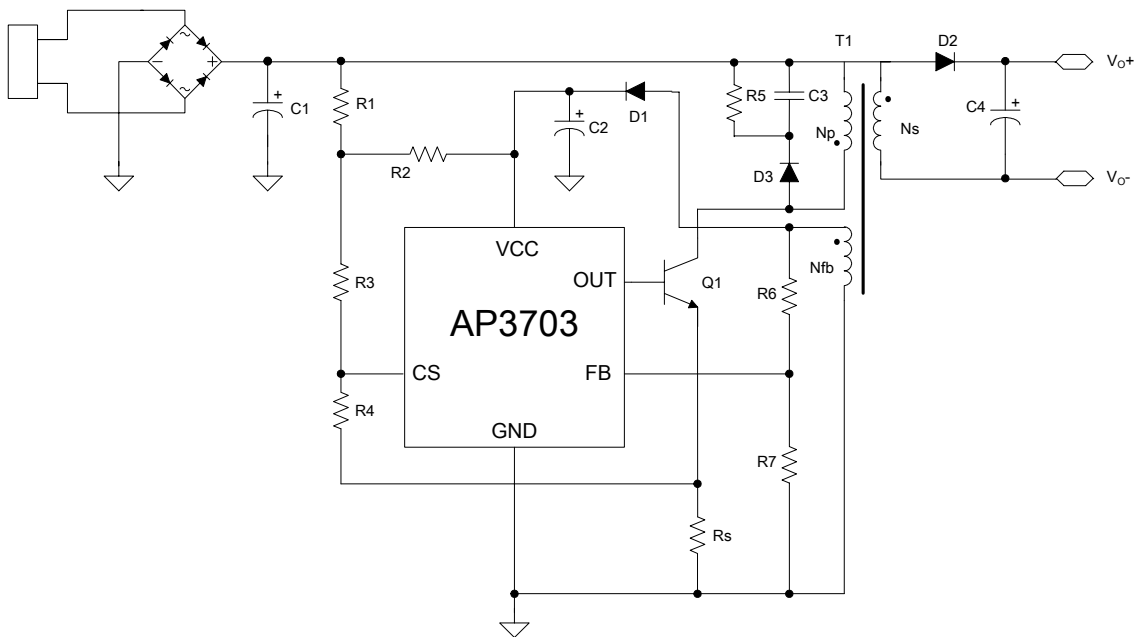 T1
D2
VO+
C1
R1
R5
C3
C4
C2
D1
Np
Ns
R2
D3
VO-
VCC
Nfb
R3
OUT
Q1
R6
AP3703
CS
FB
R4
GND
R7
Rs